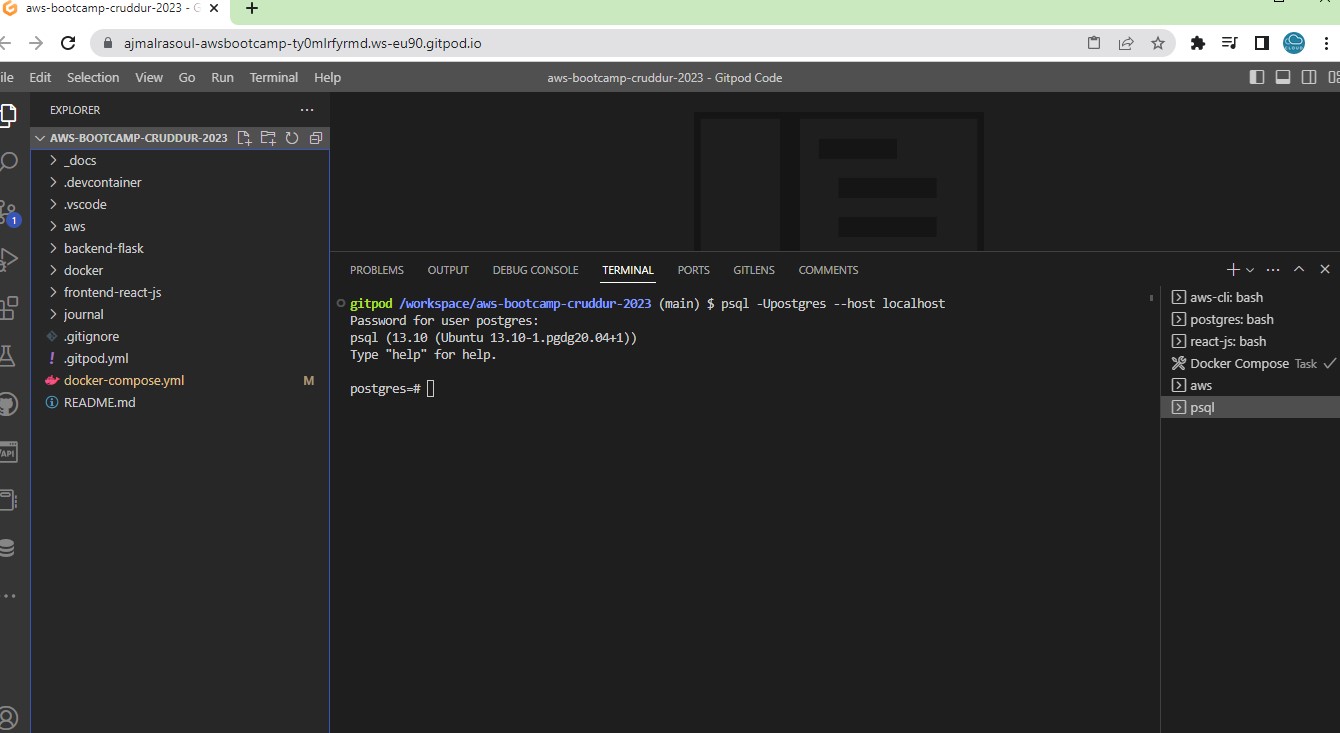 aws-bootcamp-cruddur-2023 - G
ajmalrasoul-awsbootcamp-ty0mlrfyrmd.ws-eu90.gitpod.io
ile Edit Selection View Go Run Terminal Help
aws-bootcamp-cruddur-2023 - Gitpod Code
EXPLORER
AWS-BOOTCAMP-CRUDDUR-2023
_docs
.devcontainer
.vscode
aws
backend-flask
docker
frontend-react-js
journal
.gitignore
! .gitpod.yml
docker-compose.yml M
README.md
1
API
PROBLEMS OUTPUT DEBUG CONSOLE TERMINAL PORTS GITLENS COMMENTS
gitpod /workspace/aws-bootcamp-cruddur-2023 (main) $ psql -Upostgres --host localhost
Password for user postgres:
psql (13.10 (Ubuntu 13.10-1.pgdg20.04+1))
Type "help" for help.
postgres=#
aws-cli: bash
postgres: bash
react-js: bash
Docker Compose Task
aws
psql